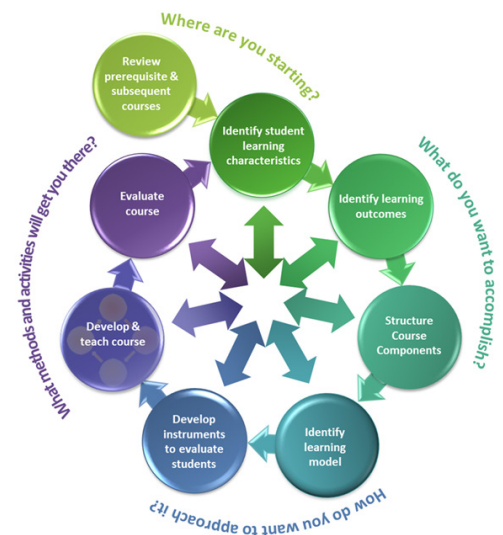 Where are you starting?
Review
prerequisite &
subsequent
courses
Identify student
learning
characteristics
What do you want to accomplish?
Identify learning
outcomes
Structure
Course
Components
How do you want to approach it?
Identify
learning
model
Develop
instruments
to evaluate
students
What methods and activities will get you there?
Develop &
teach course
Evaluate
course